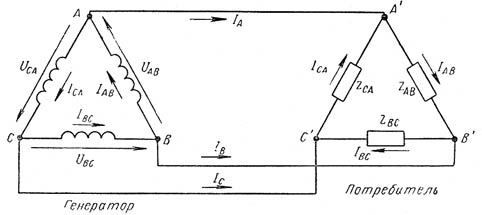 A
I_A
A'
U_CA
I_CA
I_AB
U_AB
I_CA
Z_CA
Z_AB
I_AB
I_BC
Z_BC
C
B
C'
B'
U_BC
I_B
I_BC
I_C
Генератор
Потребитель